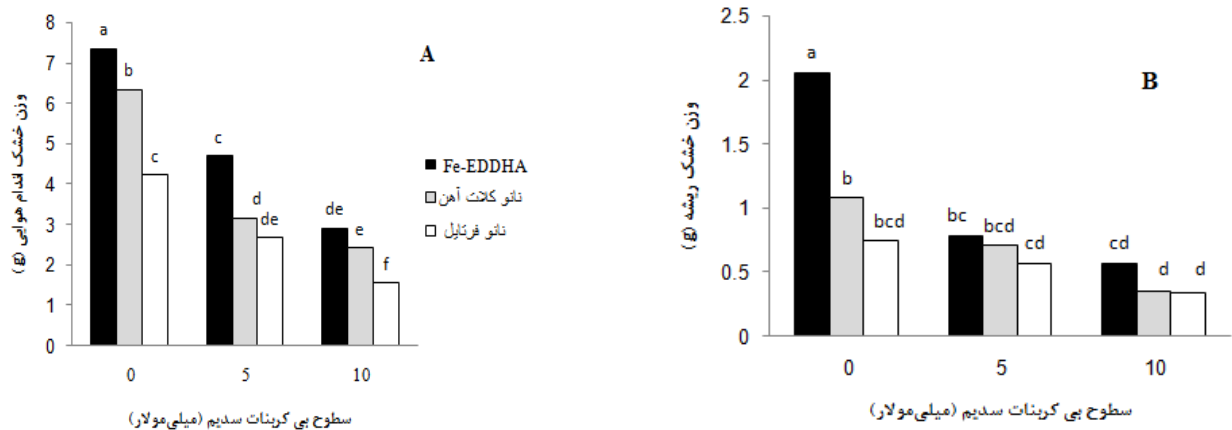 وزن خشک اندام هوایی (g)
8
7
6
5
4
3
2
1
0
a
b
c
c
d
de
de
e
f
A
0
5
10
سطوح بی کربنات سدیم (میلی‌مولار)
Fe-EDDHA
نانو کلات آهن
نانو فرتایل
وزن خشک ریشه (g)
2.5
2
1.5
1
0.5
0
a
b
bcd
bc
bcd
cd
cd
d
d
B
0
5
10
سطوح بی کربنات سدیم (میلی‌مولار)